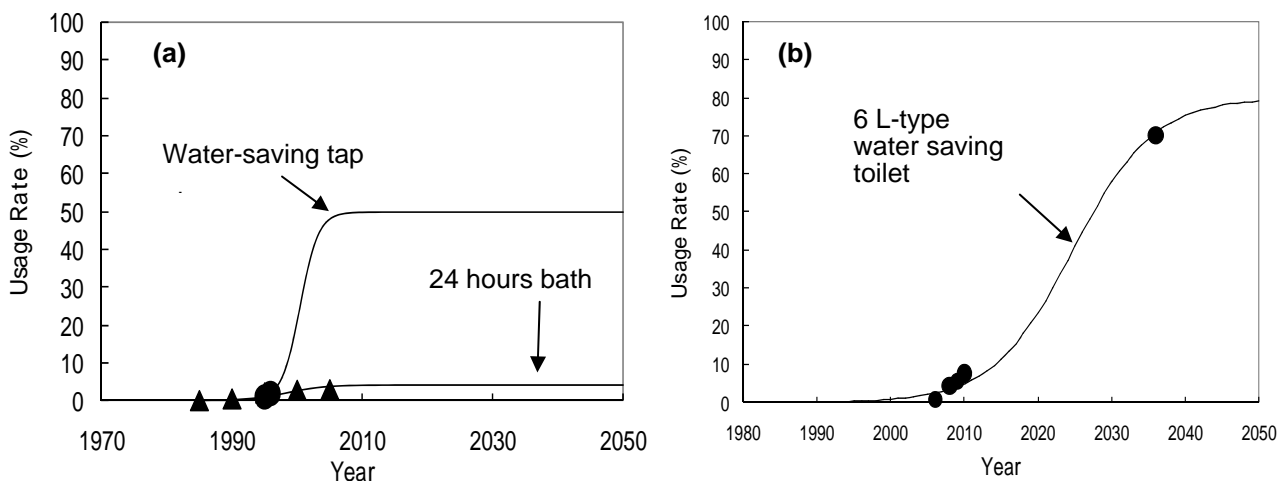 (a)
Usage Rate (%)
100
90
80
70
60
50
40
30
20
10
0
Water-saving tap
24 hours bath
1970 1990 2010 2030 2050
Year
(b)
Usage Rate (%)
100
90
80
70
60
50
40
30
20
10
0
6 L-type
water saving
toilet
1980 1990 2000 2010 2020 2030 2040 2050
Year